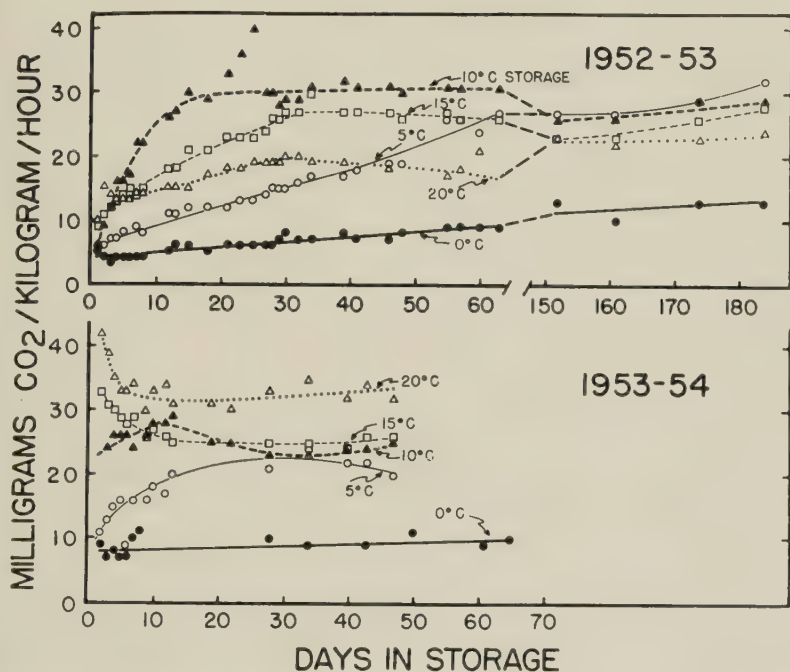 MILLIGRAMS CO₂/KILOGRAM/HOUR
40
30
20
10
0
1952-53
10°C STORAGE
15°C
5°C
20°C
0°C
0 10 20 30 40 50 60 150 160 170 180
40
30
20
10
0
1953-54
20°C
15°C
10°C
5°C
0°C
0 10 20 30 40 50 60 70
DAYS IN STORAGE